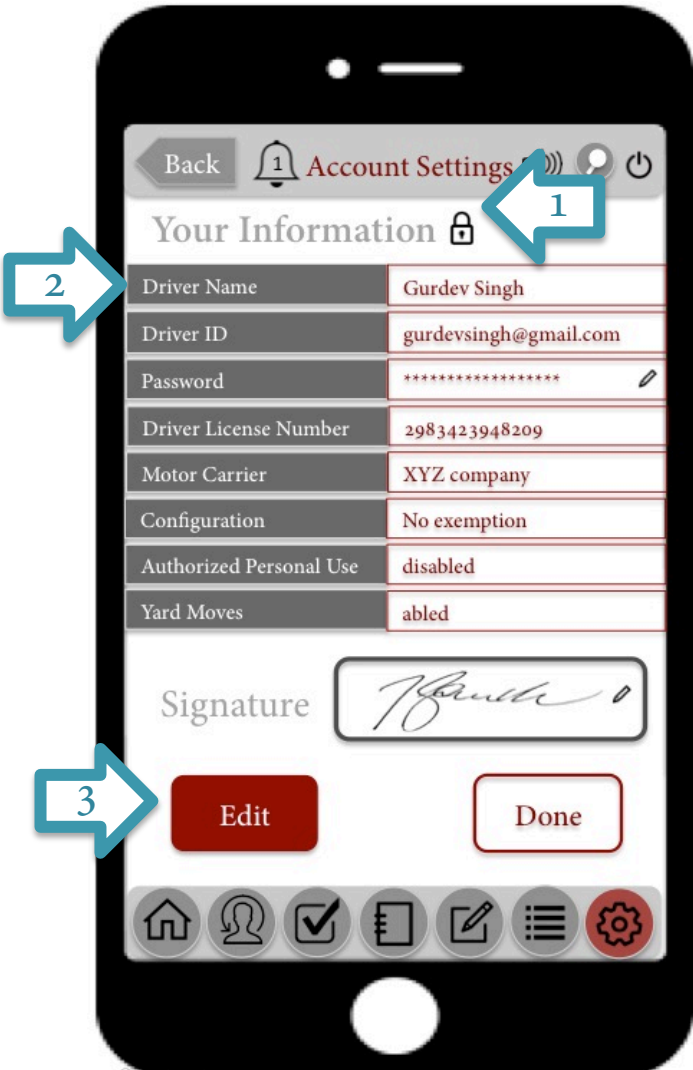 Back 1 Account Settings
1
Your Information
2
Driver Name Gurdev Singh
Driver ID gurdevsingh@gmail.com
Password ******************
Driver License Number 2983423948209
Motor Carrier XYZ company
Configuration No exemption
Authorized Personal Use disabled
Yard Moves abled
Signature
3
Edit Done